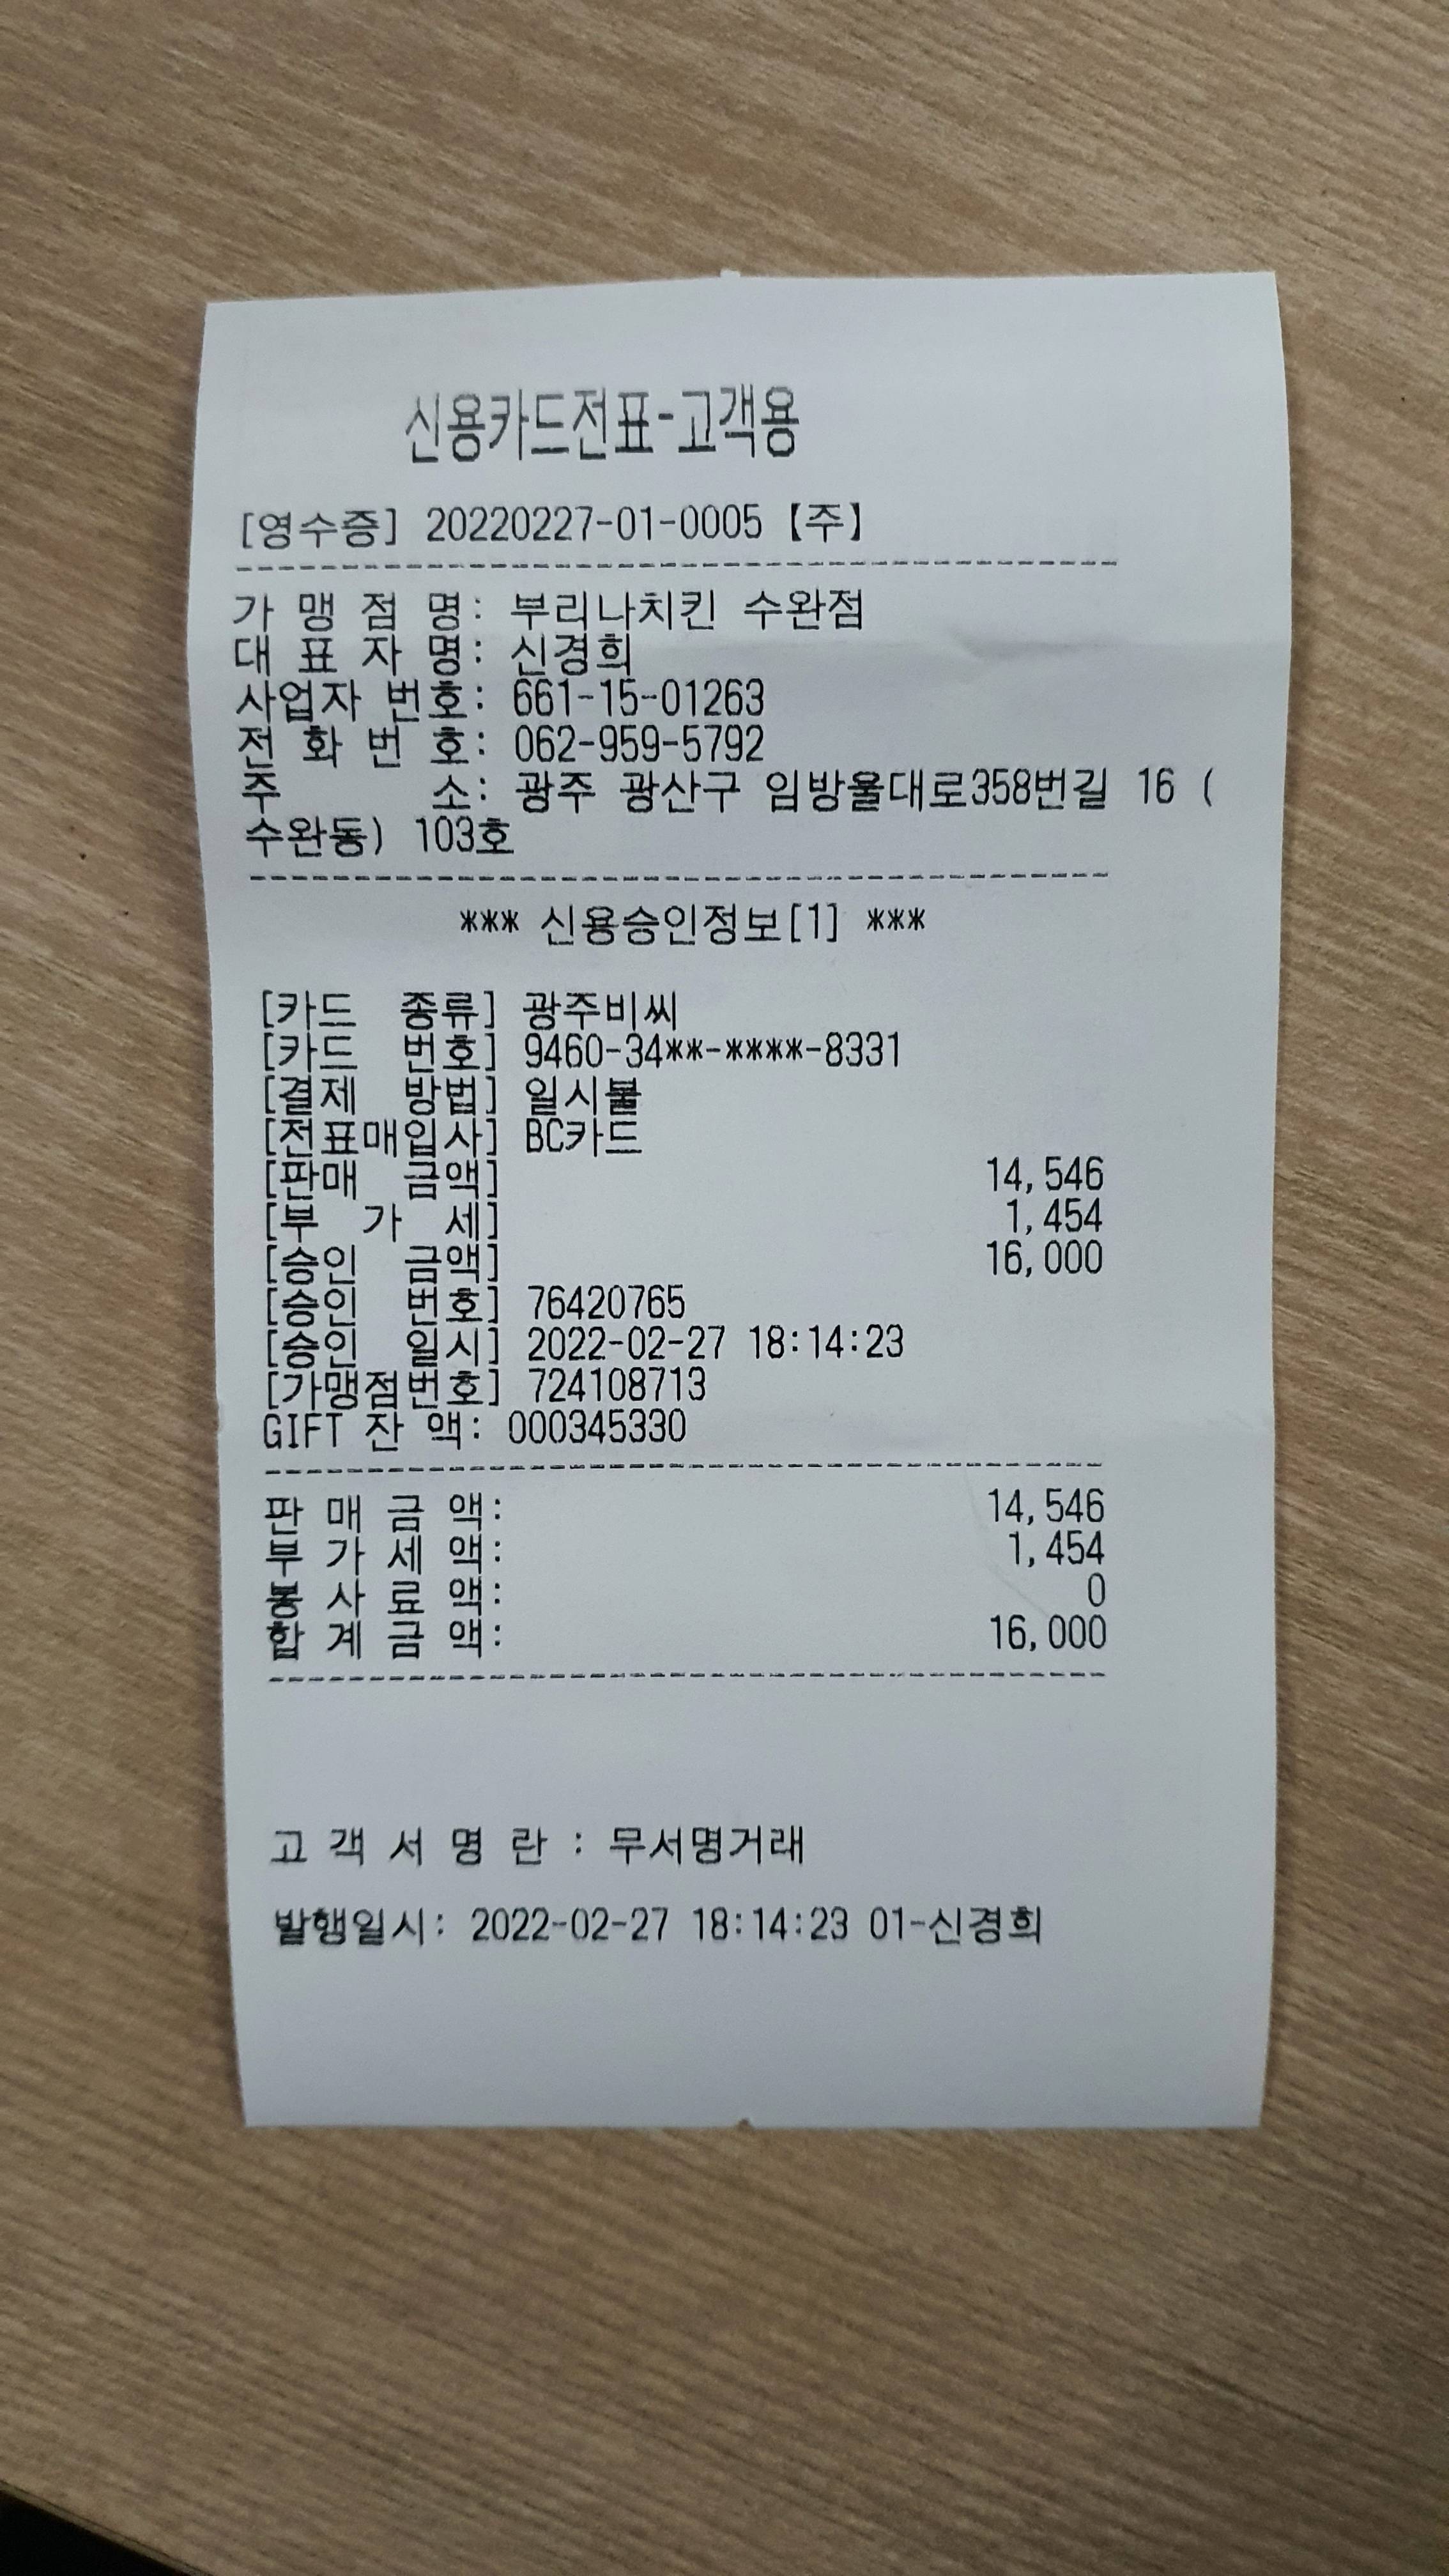 신용카드전표-고객용
[영수증] 20220227-01-0005【주】
가 맹 점 명: 부리나치킨 수완점
대 표 자 명: 신경희
사업자 번호: 661-15-01263
전 화 번 호: 062-959-5792
주 소: 광주 광산구 임방울대로358번길 16 (
수완동) 103호
*** 신용승인정보[1] ***
[카드 종류] 광주비씨
[카드 번호] 9460-34**-****-8331
[결제 방법] 일시불
[전표매입사] BC카드
[판매 금액] 14,546
[부 가 세] 1,454
[승인 금액] 16,000
[승인 번호] 76420765
[승인 일시] 2022-02-27 18:14:23
[가맹점번호] 724108713
GIFT 잔 액: 000345330
판 매 금 액: 14,546
부 가 세 액: 1,454
봉 사 료 액: 0
합 계 금 액: 16,000
고 객 서 명 란 : 무서명거래
발행일시: 2022-02-27 18:14:23 01-신경희